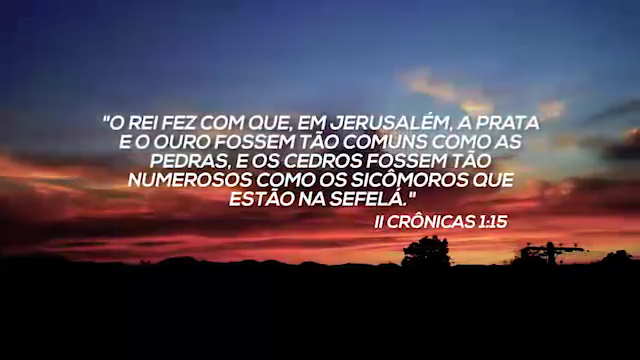 "O REI FEZ COM QUE, EM JERUSALÉM, A PRATA
E O OURO FOSSEM TÃO COMUNS COMO AS
PEDRAS, E OS CEDROS FOSSEM TÃO
NUMEROSOS COMO OS SICÔMOROS QUE
ESTÃO NA SEFELÁ."
II CRÔNICAS 1:15